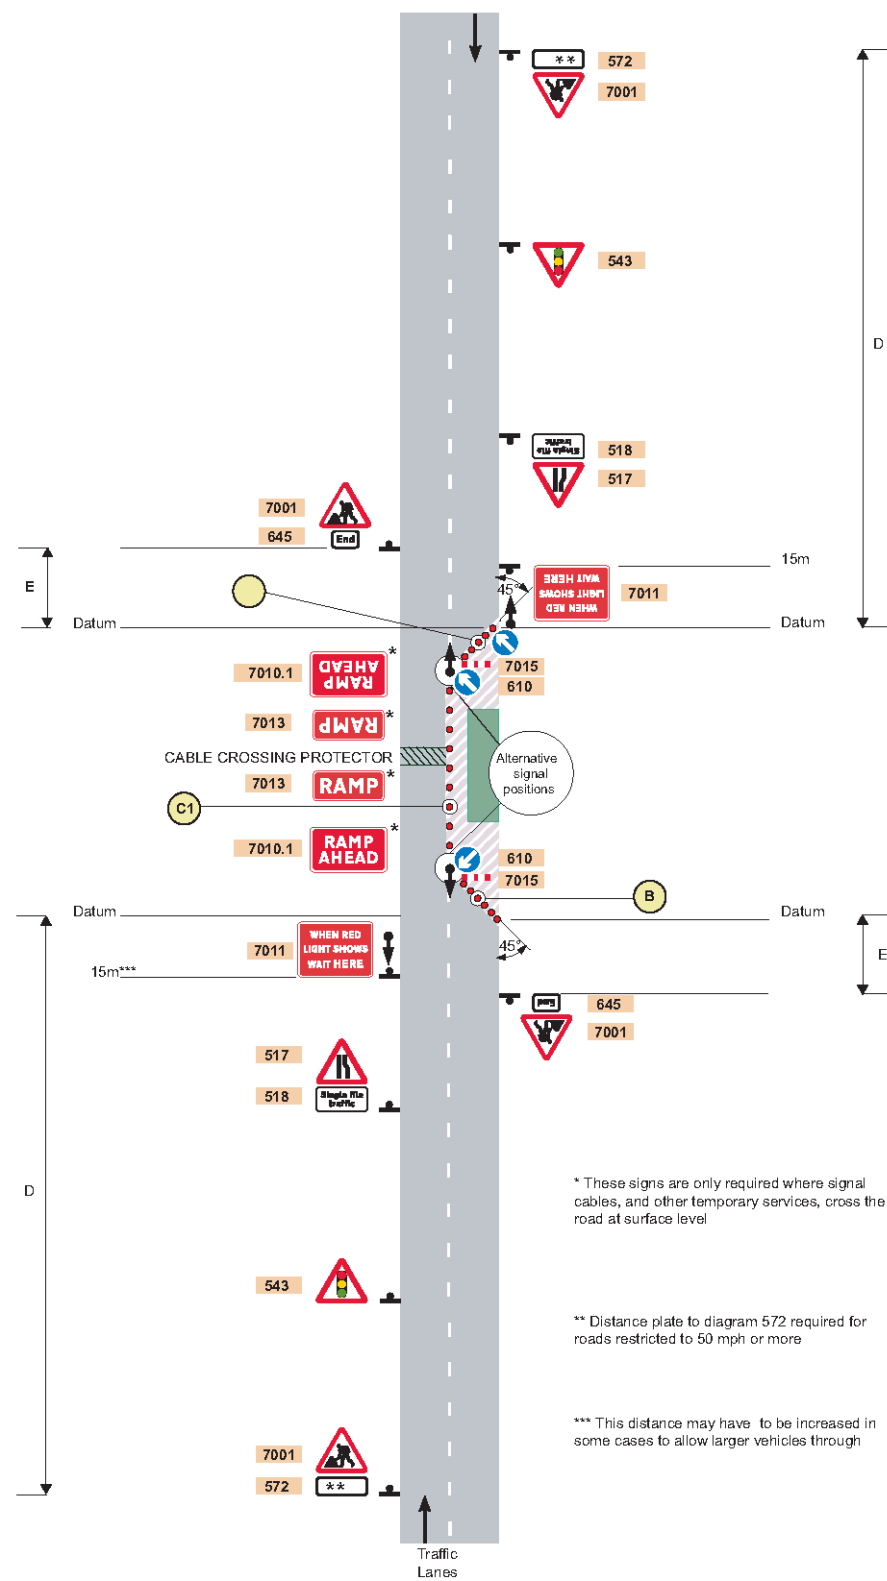 ** 572
7001
543
D
Single file
traffic
518
517
7001
645
End
E
15m
45°
WHEN RED
LIGHT SHOWS
WAIT HERE
7011
Datum
Datum
7010.1
RAMP
AHEAD
*
7015
610
7013
RAMP
*
CABLE CROSSING PROTECTOR
Alternative
signal
positions
7013
RAMP
*
C1
7010.1
RAMP
AHEAD
*
610
7015
B
Datum
Datum
7011
WHEN RED
LIGHT SHOWS
WAIT HERE
45°
E
15m***
End
645
7001
517
518
Single file
traffic
D
* These signs are only required where signal
cables, and other temporary services, cross the
road at surface level
543
** Distance plate to diagram 572 required for
roads restricted to 50 mph or more
*** This distance may have to be increased in
some cases to allow larger vehicles through
7001
572
**
Traffic
Lanes